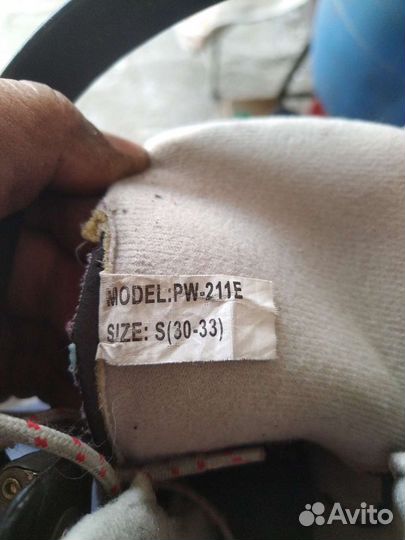 MODEL:PW-211E
SIZE: S(30-33)
Avito